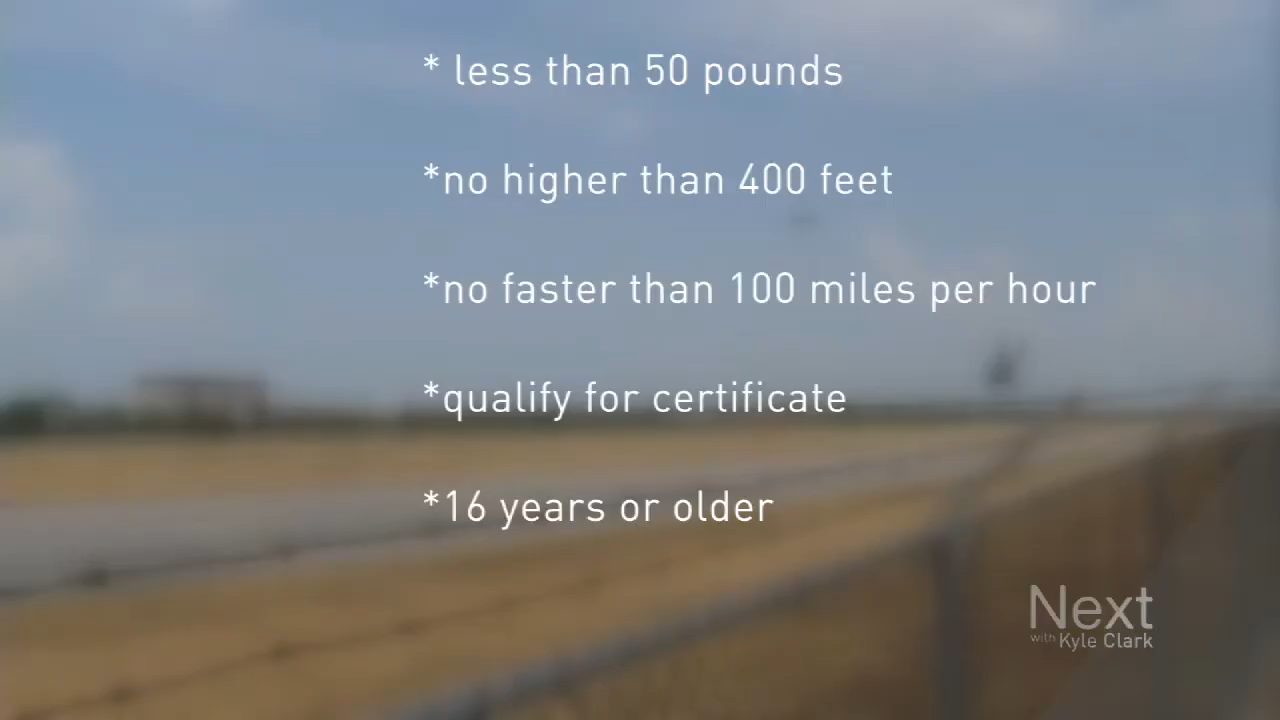 * less than 50 pounds
*no higher than 400 feet
*no faster than 100 miles per hour
*qualify for certificate
*16 years or older
Next
with Kyle Clark